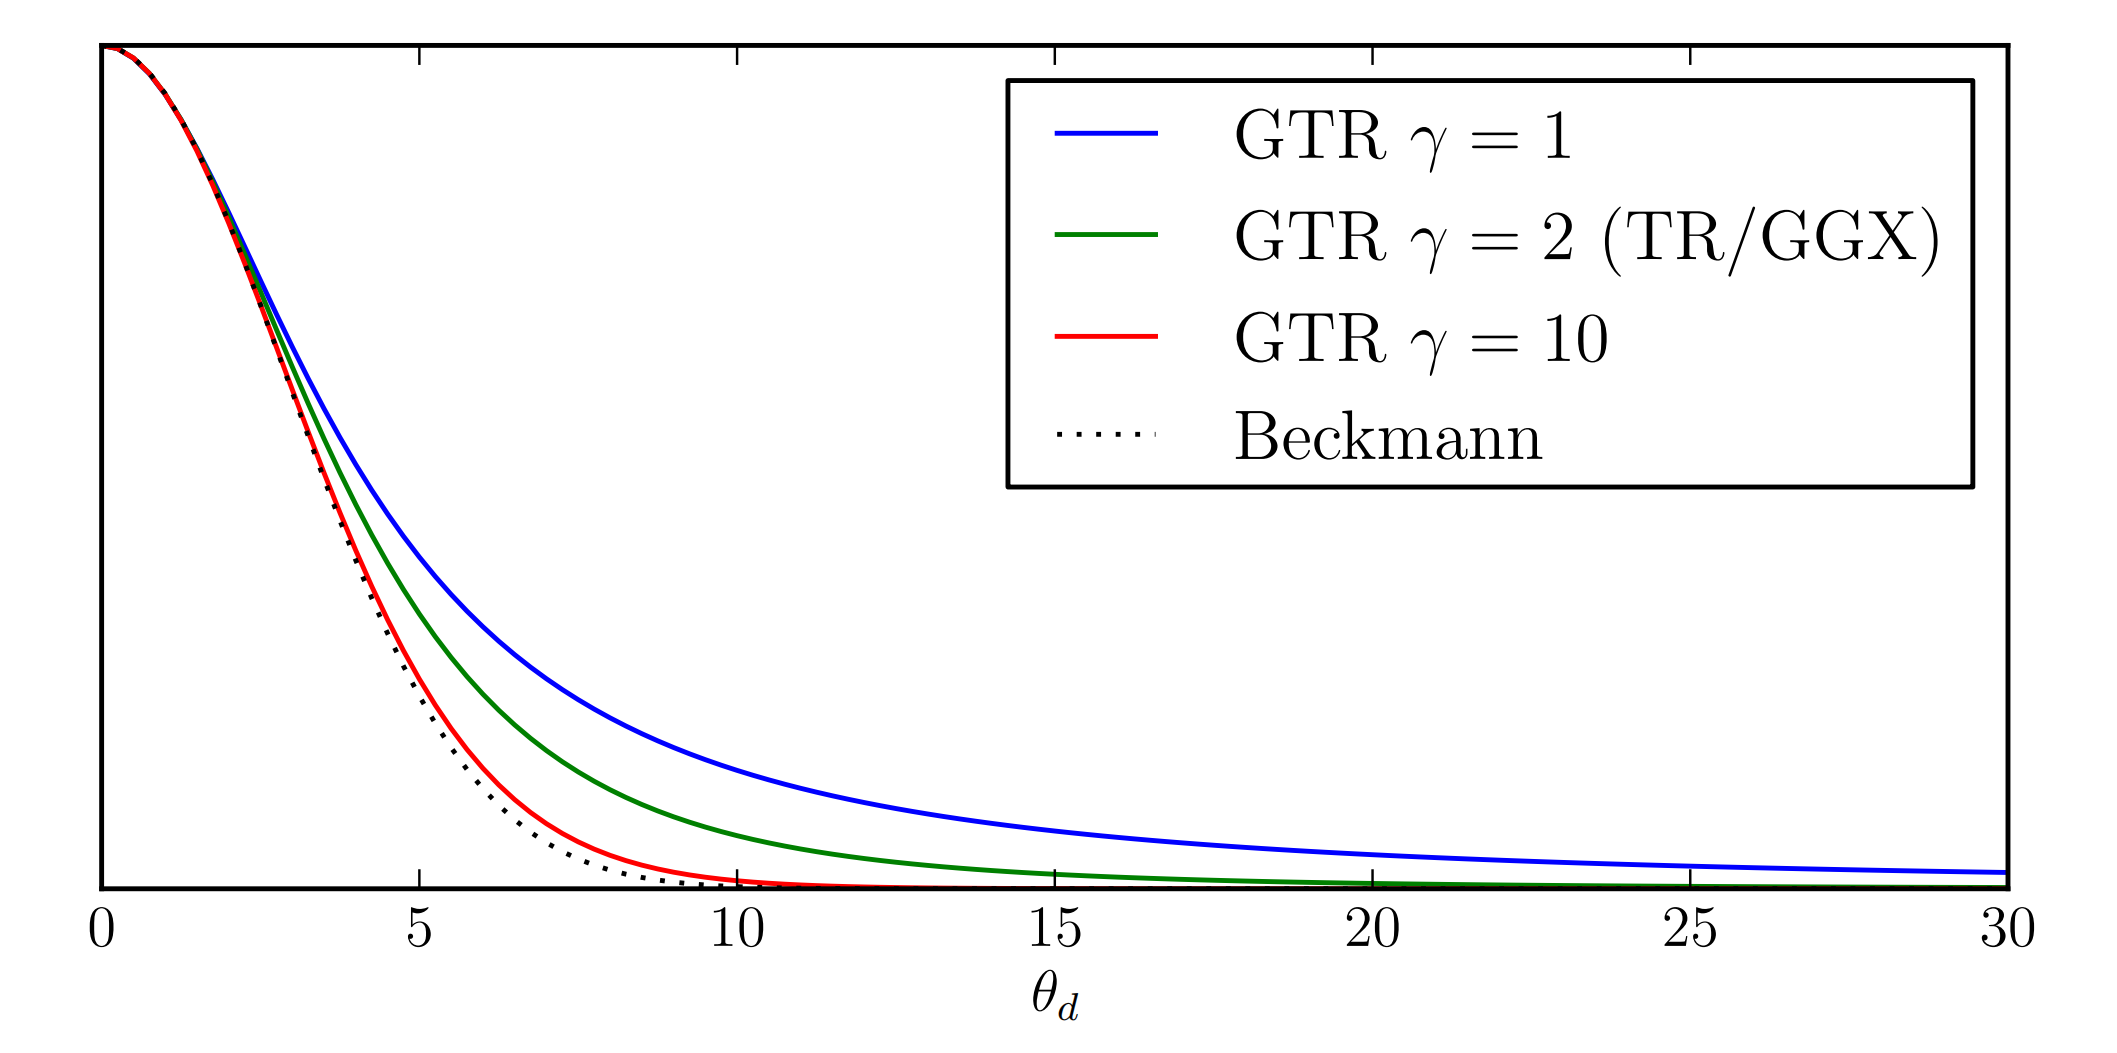 GTR γ = 1
GTR γ = 2 (TR/GGX)
GTR γ = 10
Beckmann
0 5 10 15 20 25 30
θ_d